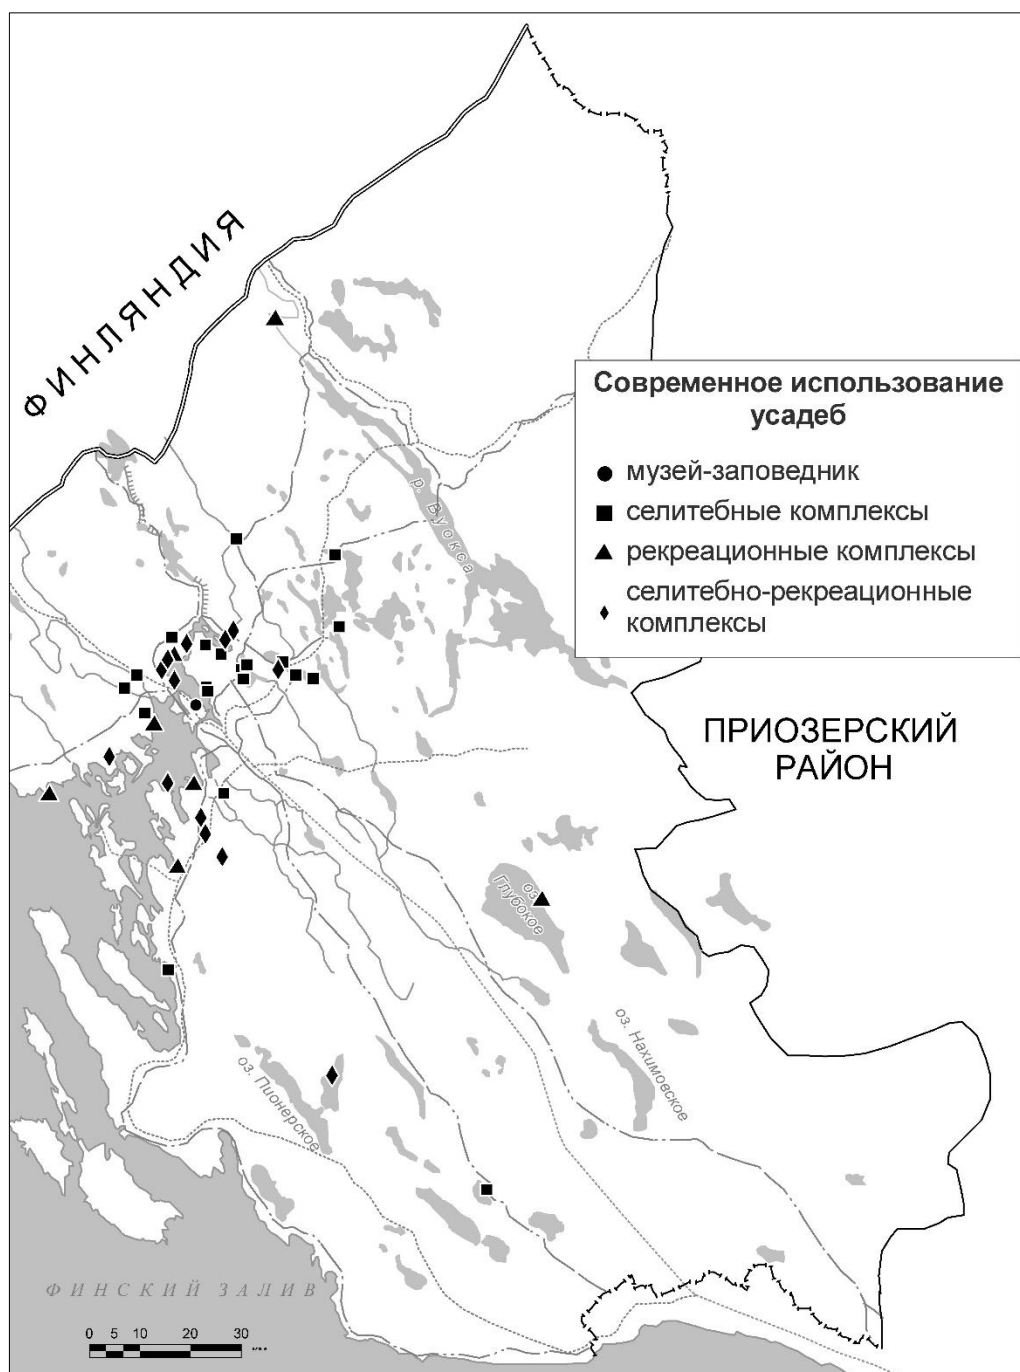 ФИНЛЯНДИЯ
Современное использование
усадеб
музей-заповедник
селитебные комплексы
рекреационные комплексы
селитебно-рекреационные
комплексы
р. Вуокса
ПРИОЗЕРСКИЙ
РАЙОН
оз.
Глубокое
оз. Нахимовское
оз. Пионерское
ФИНСКИЙ ЗАЛИВ
0 5 10 20 30